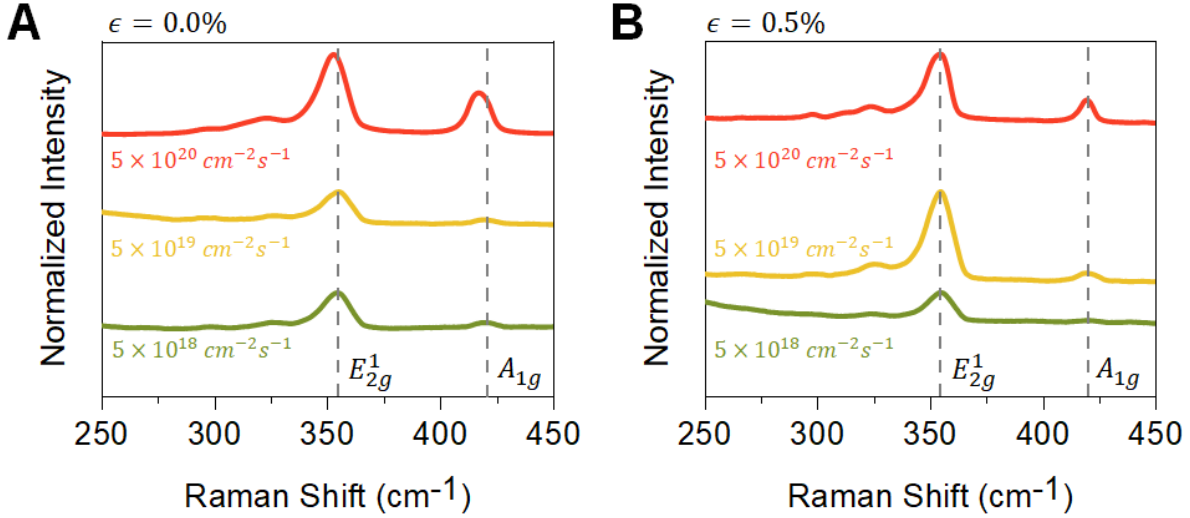 A
ϵ = 0.0%
Normalized Intensity
5 × 10²⁰ cm⁻²s⁻¹
5 × 10¹⁹ cm⁻²s⁻¹
5 × 10¹⁸ cm⁻²s⁻¹
E¹₂g
A₁g
250 300 350 400 450
Raman Shift (cm⁻¹)
B
ϵ = 0.5%
Normalized Intensity
5 × 10²⁰ cm⁻²s⁻¹
5 × 10¹⁹ cm⁻²s⁻¹
5 × 10¹⁸ cm⁻²s⁻¹
E¹₂g
A₁g
250 300 350 400 450
Raman Shift (cm⁻¹)